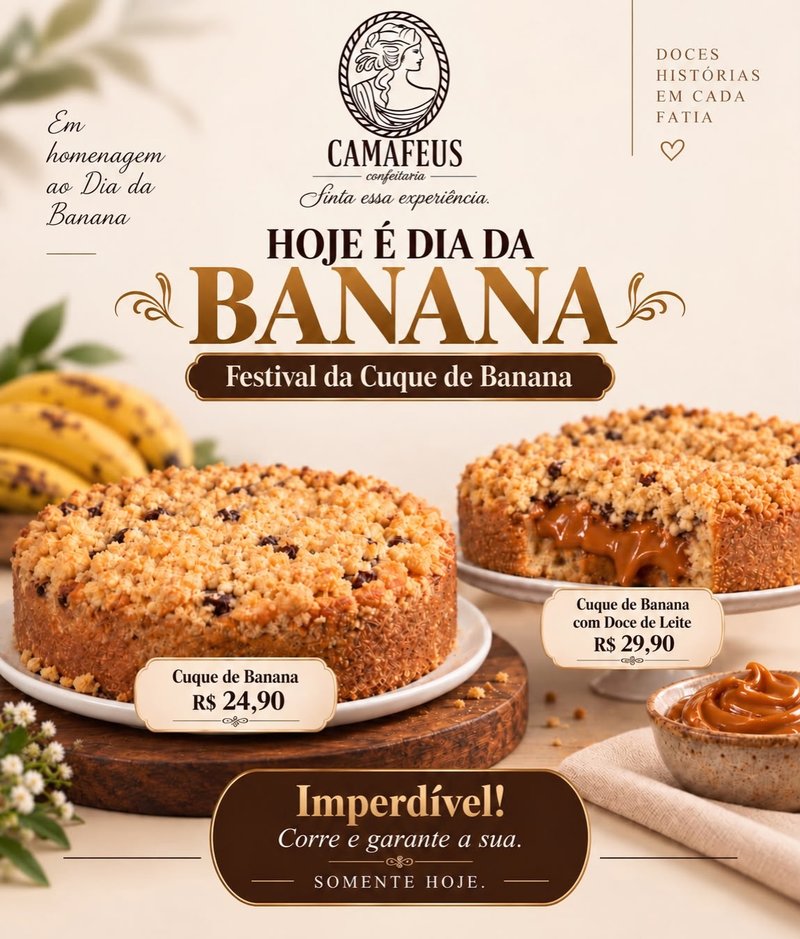 Em
homenagem
ao Dia da
Banana
CAMAFEUS
confeitaria
Sinta essa experiência.
DOCES
HISTÓRIAS
EM CADA
FATIA
HOJE É DIA DA
BANANA
Festival da Cuque de Banana
Cuque de Banana
com Doce de Leite
R$ 29,90
Cuque de Banana
R$ 24,90
Imperdível!
Corre e garante a sua.
SOMENTE HOJE.